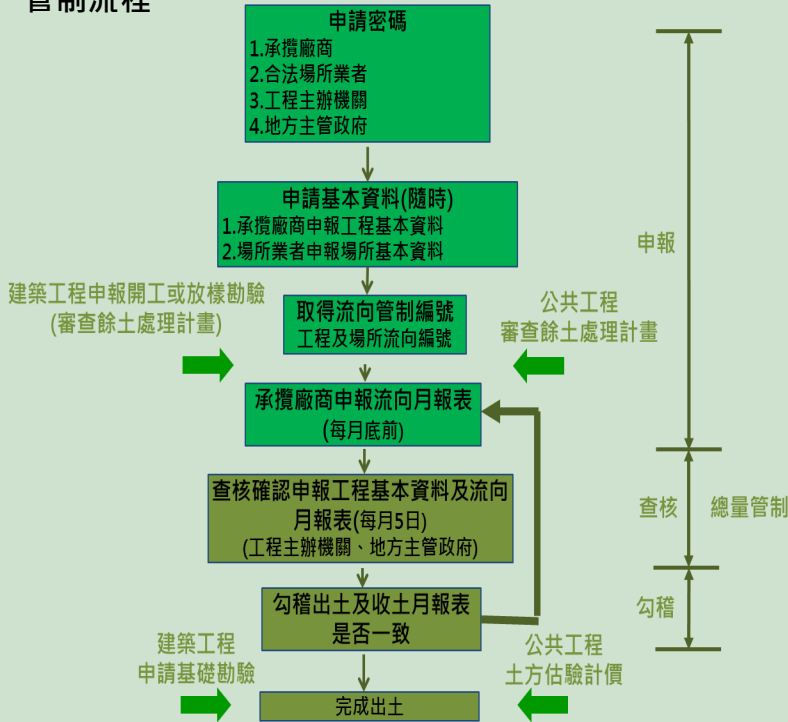 管制流程
申請密碼
1.承攬廠商
2.合法場所業者
3.工程主辦機關
4.地方主管政府
申請基本資料(隨時)
1.承攬廠商申報工程基本資料
2.場所業者申報場所基本資料
申報
建築工程申報開工或放樣勘驗
(審查餘土處理計畫)
取得流向管制編號
工程及場所流向編號
公共工程
審查餘土處理計畫
承攬廠商申報流向月報表
(每月底前)
查核確認申報工程基本資料及流向
月報表(每月5日)
(工程主辦機關、地方主管政府)
查核
總量管制
勾稽出土及收土月報表
是否一致
勾稽
建築工程
申請基礎勘驗
公共工程
土方估驗計價
完成出土